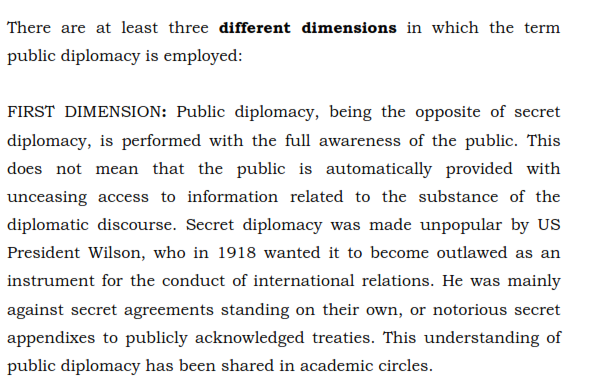 There are at least three different dimensions in which the term
public diplomacy is employed:
FIRST DIMENSION: Public diplomacy, being the opposite of secret
diplomacy, is performed with the full awareness of the public. This
does not mean that the public is automatically provided with
unceasing access to information related to the substance of the
diplomatic discourse. Secret diplomacy was made unpopular by US
President Wilson, who in 1918 wanted it to become outlawed as an
instrument for the conduct of international relations. He was mainly
against secret agreements standing on their own, or notorious secret
appendixes to publicly acknowledged treaties. This understanding of
public diplomacy has been shared in academic circles.